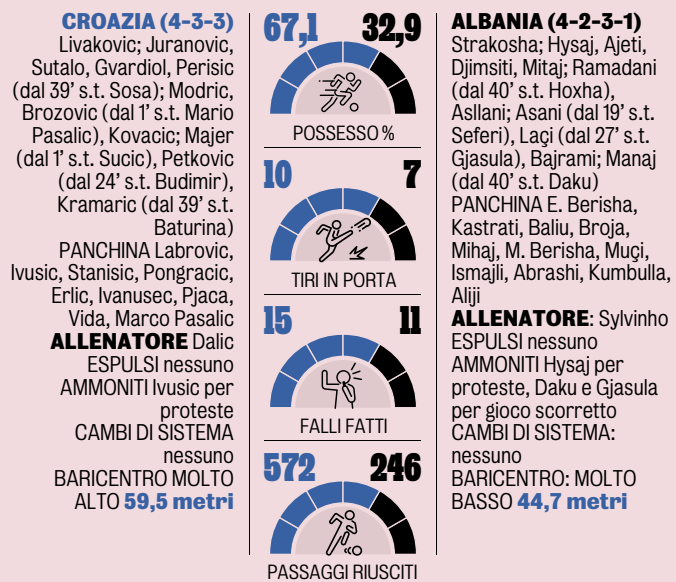 CROAZIA (4-3-3)
Livakovic; Juranovic,
Sutalo, Gvardiol, Perisic
(dal 39’ s.t. Sosa); Modric,
Brozovic (dal 1’ s.t. Mario
Pasalic), Kovacic; Majer
(dal 1’ s.t. Sucic), Petkovic
(dal 24’ s.t. Budimir),
Kramaric (dal 39’ s.t.
Baturina)
PANCHINA Labrovic,
Ivusic, Stanisic, Pongracic,
Erlic, Ivanusec, Pjaca,
Vida, Marco Pasalic
ALLENATORE Dalic
ESPULSI nessuno
AMMONITI Ivusic per
proteste
CAMBI DI SISTEMA
nessuno
BARICENTRO MOLTO
ALTO 59,5 metri
67,1 32,9
POSSESSO %
10 7
TIRI IN PORTA
15 11
FALLI FATTI
572 246
PASSAGGI RIUSCITI
ALBANIA (4-2-3-1)
Strakosha; Hysaj, Ajeti,
Djimsiti, Mitaj; Ramadani
(dal 40’ s.t. Hoxha),
Asllani; Asani (dal 19’ s.t.
Seferi), Laçi (dal 27’ s.t.
Gjasula), Bajrami; Manaj
(dal 40’ s.t. Daku)
PANCHINA E. Berisha,
Kastrati, Baliu, Broja,
Mihaj, M. Berisha, Muçi,
Ismajli, Abrashi, Kumbulla,
Aliji
ALLENATORE: Sylvinho
ESPULSI nessuno
AMMONITI Hysaj per
proteste, Daku e Gjasula
per gioco scorretto
CAMBI DI SISTEMA:
nessuno
BARICENTRO: MOLTO
BASSO 44,7 metri